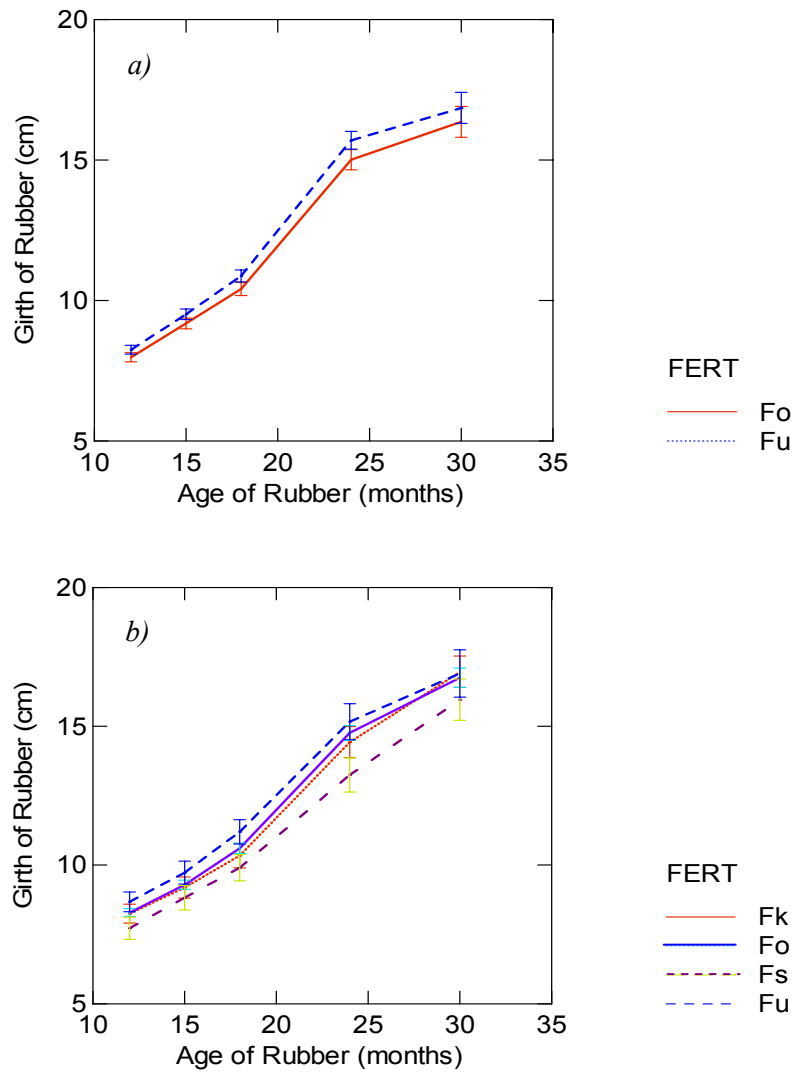 20
a)
15
10
5
Girth of Rubber (cm)
10 15 20 25 30 35
Age of Rubber (months)
FERT
Fo
Fu
20
b)
15
10
5
Girth of Rubber (cm)
10 15 20 25 30 35
Age of Rubber (months)
FERT
Fk
Fo
Fs
Fu